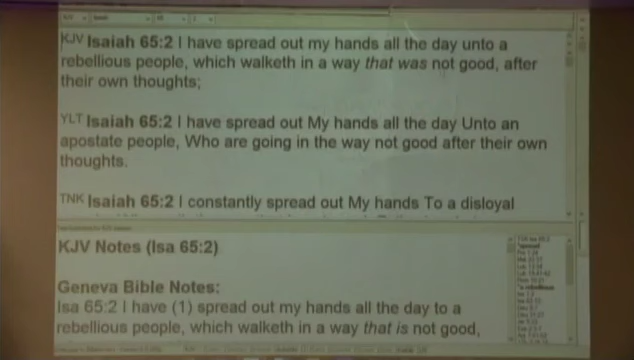 KJV Isaiah 65:2 I have spread out my hands all the day unto a
rebellious people, which walketh in a way that was not good, after
their own thoughts;
YLT Isaiah 65:2 I have spread out My hands all the day Unto an
apostate people, Who are going in the way not good after their own
thoughts.
TNK Isaiah 65:2 I constantly spread out My hands To a disloyal
KJV Notes (Isa 65:2)
Geneva Bible Notes:
Isa 65:2 I have (1) spread out my hands all the day to a
rebellious people, which walketh in a way that is not good,